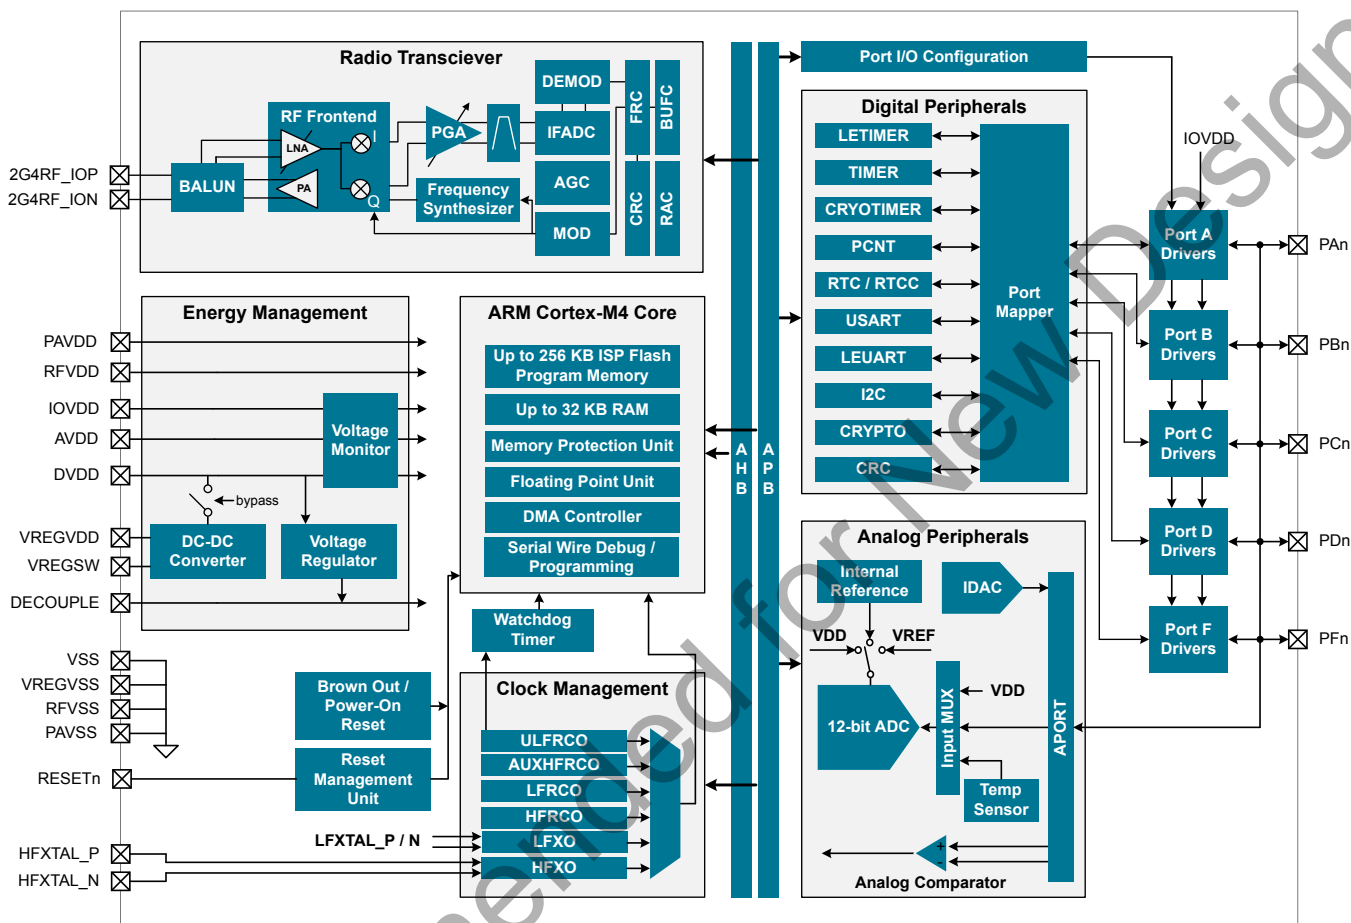 Radio Transciever
RF Frontend
I
LNA
PA
Q
BALUN
PGA
Frequency
Synthesizer
DEMOD
IFADC
AGC
MOD
FRC
BUFC
CRC
RAC
2G4RF_IOP
2G4RF_ION
Energy Management
PAVDD
RFVDD
IOVDD
AVDD
DVDD
Voltage
Monitor
bypass
VREGVDD
VREGSW
DC-DC
Converter
Voltage
Regulator
DECOUPLE
VSS
VREGVSS
RFVSS
PAVSS
RESETn
HFXTAL_P
HFXTAL_N
Brown Out /
Power-On
Reset
Reset
Management
Unit
ARM Cortex-M4 Core
Up to 256 KB ISP Flash
Program Memory
Up to 32 KB RAM
Memory Protection Unit
Floating Point Unit
DMA Controller
Serial Wire Debug /
Programming
Watchdog
Timer
Clock Management
ULFRCO
AUXHFRCO
LFRCO
HFRCO
LFXO
HFXO
LFXTAL_P / N
AHB
APB
Port I/O Configuration
Digital Peripherals
LETIMER
TIMER
CRYOTIMER
PCNT
RTC / RTCC
USART
LEUART
I2C
CRYPTO
CRC
Port
Mapper
IOVDD
Port A
Drivers
Port B
Drivers
Port C
Drivers
Port D
Drivers
Port F
Drivers
PAn
PBn
PCn
PDn
PFn
Analog Peripherals
Internal
Reference
IDAC
VDD
VREF
12-bit ADC
Input MUX
VDD
Temp
Sensor
APORT
+
-
Analog Comparator
mended for New Design